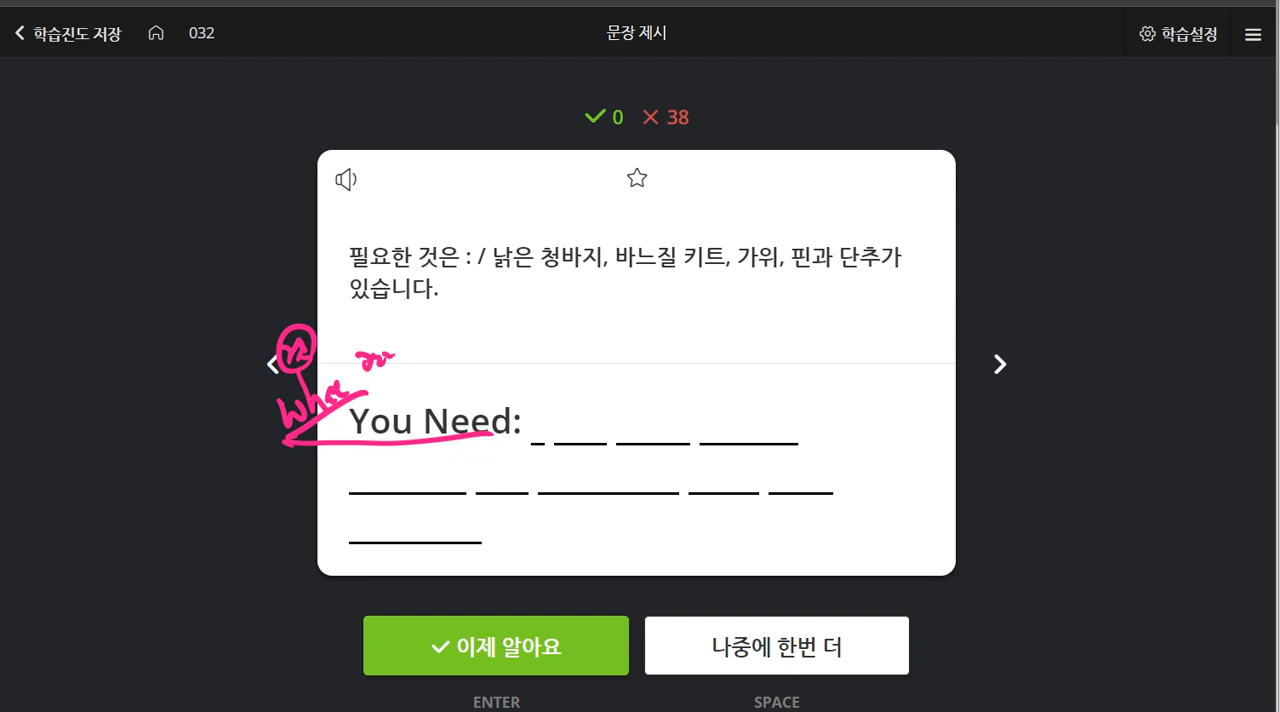 학습진도 저장 032 문장 제시 학습설정
0 38
필요한 것은 : / 낡은 청바지, 바느질 키트, 가위, 핀과 단추가
있습니다.
What
You Need:
이제 알아요 나중에 한번 더
ENTER SPACE